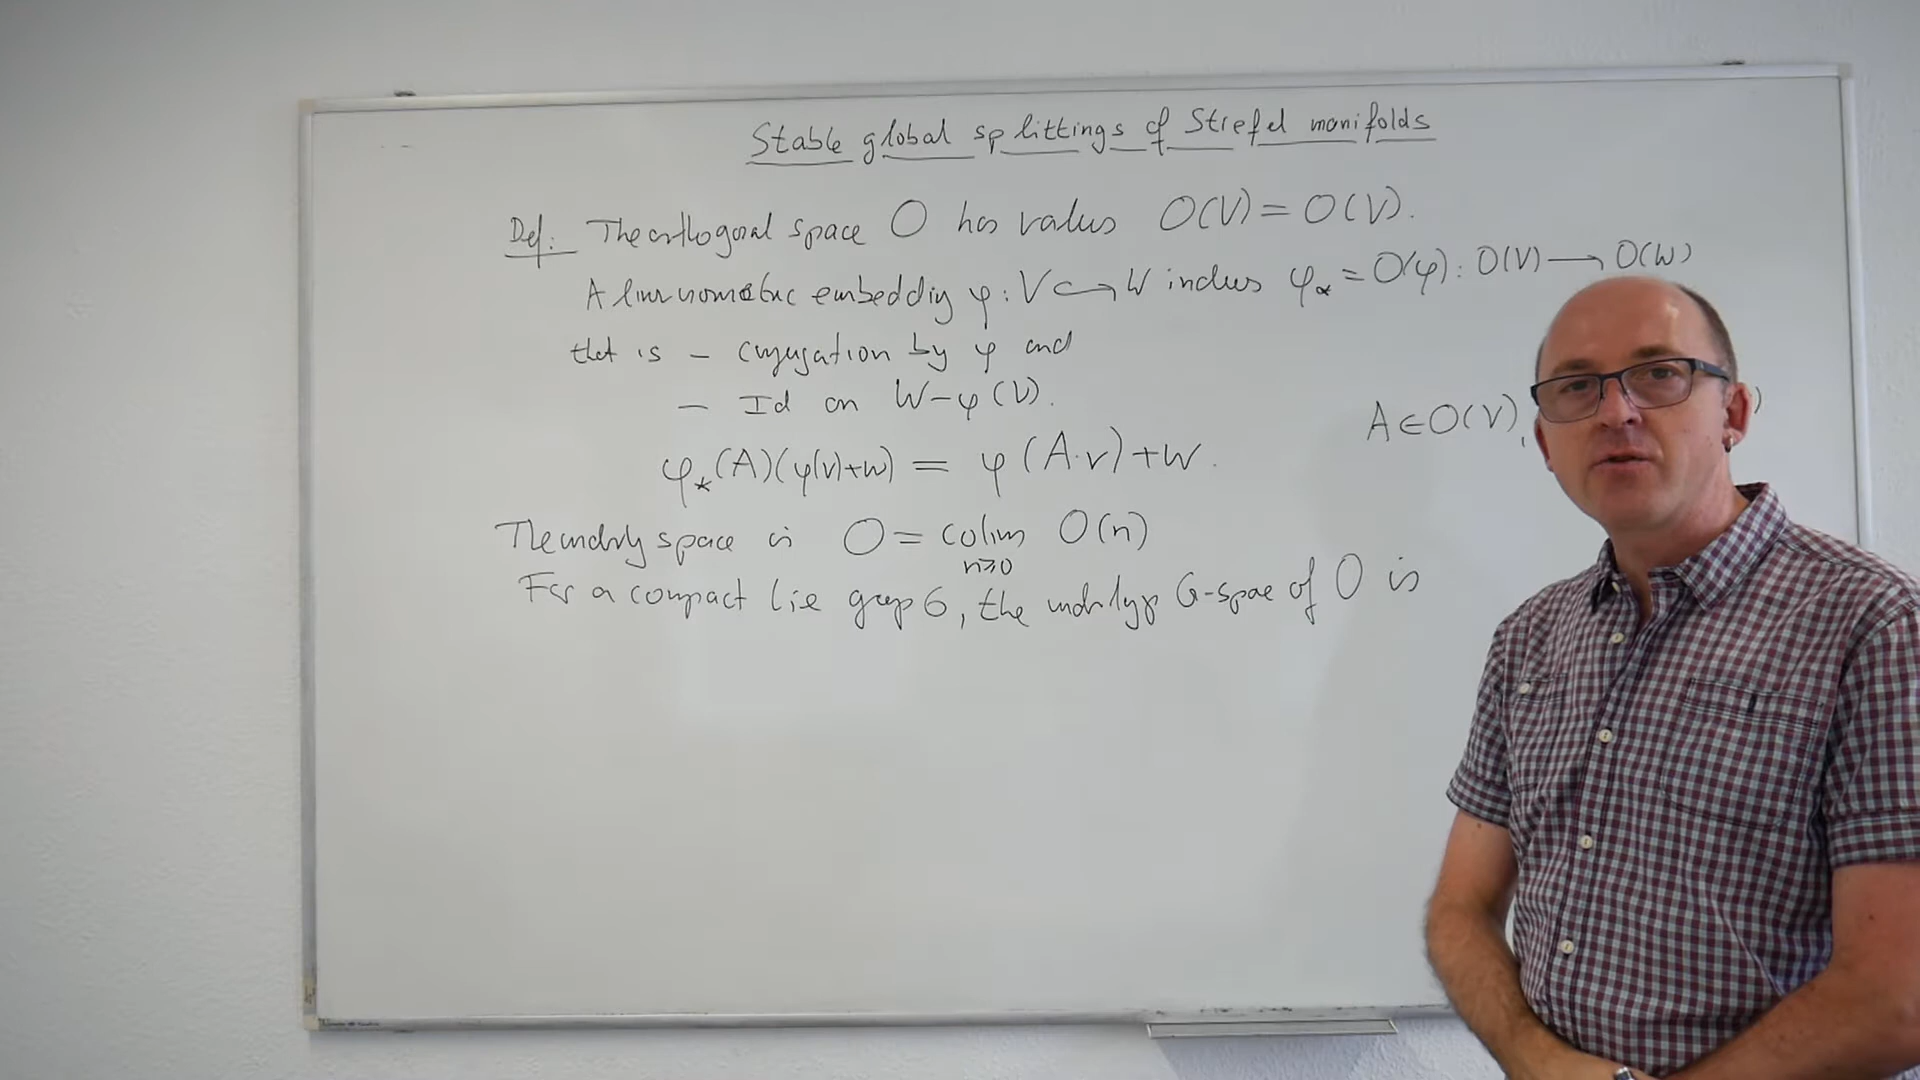 Stable global splittings of Stiefel manifolds
Def: The orthogonal space O has values O(V) = O(V).
A linear isometric embedding φ: V ↪ W induces φ_* = O(φ): O(V) → O(W)
that is – conjugation by φ and
– Id on W-φ(V).
A∈O(V),
φ_*(A)(φ(v)+w) = φ(A·v)+w.
The underlying space is O = colim O(n)
n≥0
For a compact Lie group G, the underlying G-space of O is